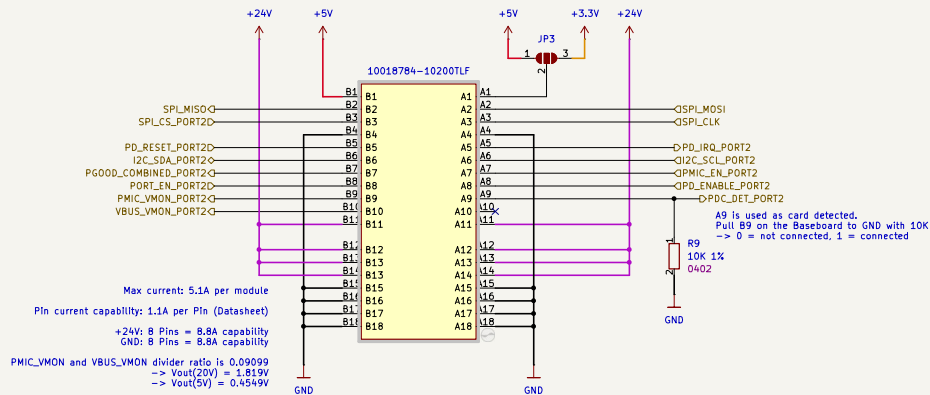 +24V +5V +5V +3.3V +24V
JP3
1 3
2
10018784-10200TLF
B1 B1 A1 A1
SPI_MISO B2 B2 A2 A2 SPI_MOSI
SPI_CS_PORT2 B3 B3 A3 A3 SPI_CLK
B4 B4 A4 A4
PD_RESET_PORT2 B5 B5 A5 A5 PD_IRQ_PORT2
I2C_SDA_PORT2 B6 B6 A6 A6 I2C_SCL_PORT2
PGOOD_COMBINED_PORT2 B7 B7 A7 A7 PMIC_EN_PORT2
PORT_EN_PORT2 B8 B8 A8 A8 PD_ENABLE_PORT2
PMIC_VMON_PORT2 B9 B9 A9 A9 PDC_DET_PORT2
VBUS_VMON_PORT2 B10 B10 A10 A10
B11 B11 A11 A11
B12 B12 A12 A12
B13 B13 A13 A13
B14 B14 A14 A14
B15 B15 A15 A15
B16 B16 A16 A16
B17 B17 A17 A17
B18 B18 A18 A18
A9 is used as card detected.
Pull B9 on the Baseboard to GND with 10K
-> 0 = not connected, 1 = connected
1
R9
10K 1%
0402
2
GND
Max current: 5.1A per module
Pin current capability: 1.1A per Pin (Datasheet)
+24V: 8 Pins = 8.8A capability
GND: 8 Pins = 8.8A capability
PMIC_VMON and VBUS_VMON divider ratio is 0.09099
-> Vout(20V) = 1.819V
-> Vout(5V) = 0.4549V
GND GND